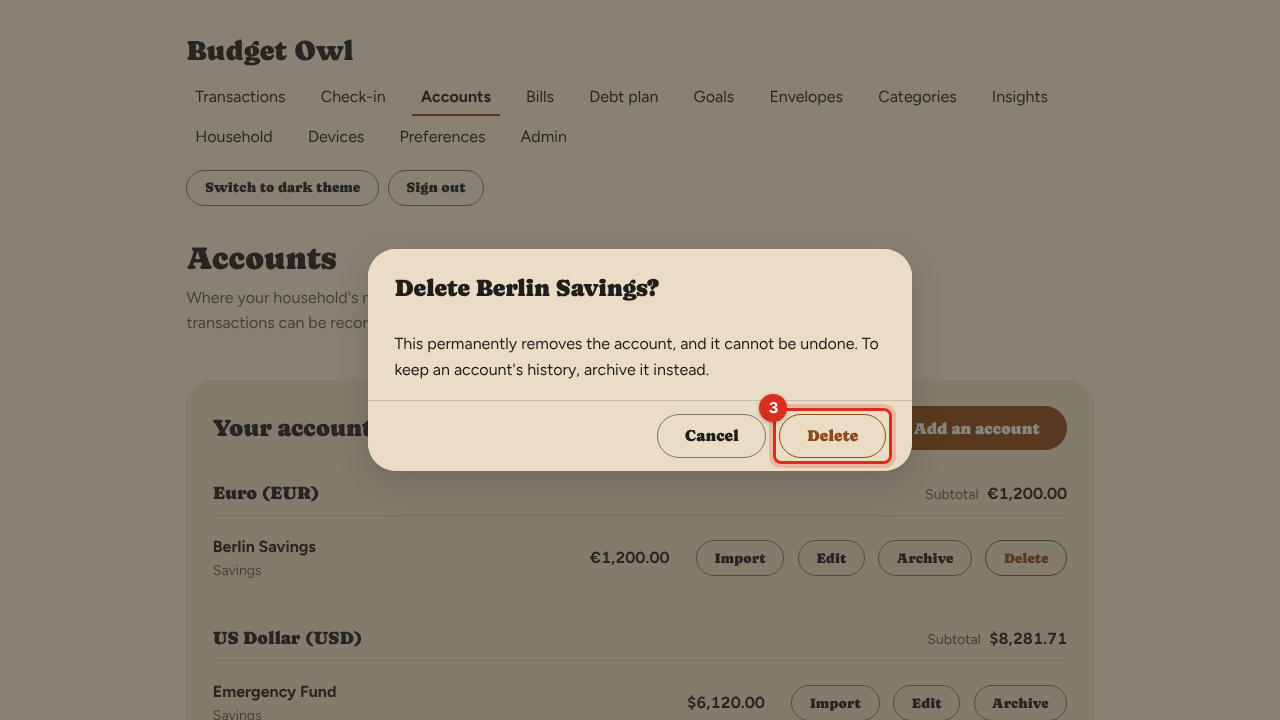 Budget Owl
Transactions Check-in Accounts Bills Debt plan Goals Envelopes Categories Insights
Household Devices Preferences Admin
Switch to dark theme Sign out
Accounts
Where your household's
transactions can be
Delete Berlin Savings?
This permanently removes the account, and it cannot be undone. To
keep an account's history, archive it instead.
3
Cancel Delete
Your account
Add an account
Euro (EUR) Subtotal €1,200.00
Berlin Savings
Savings
€1,200.00 Import Edit Archive Delete
US Dollar (USD) Subtotal $8,281.71
Emergency Fund
Savings
$6,120.00 Import Edit Archive